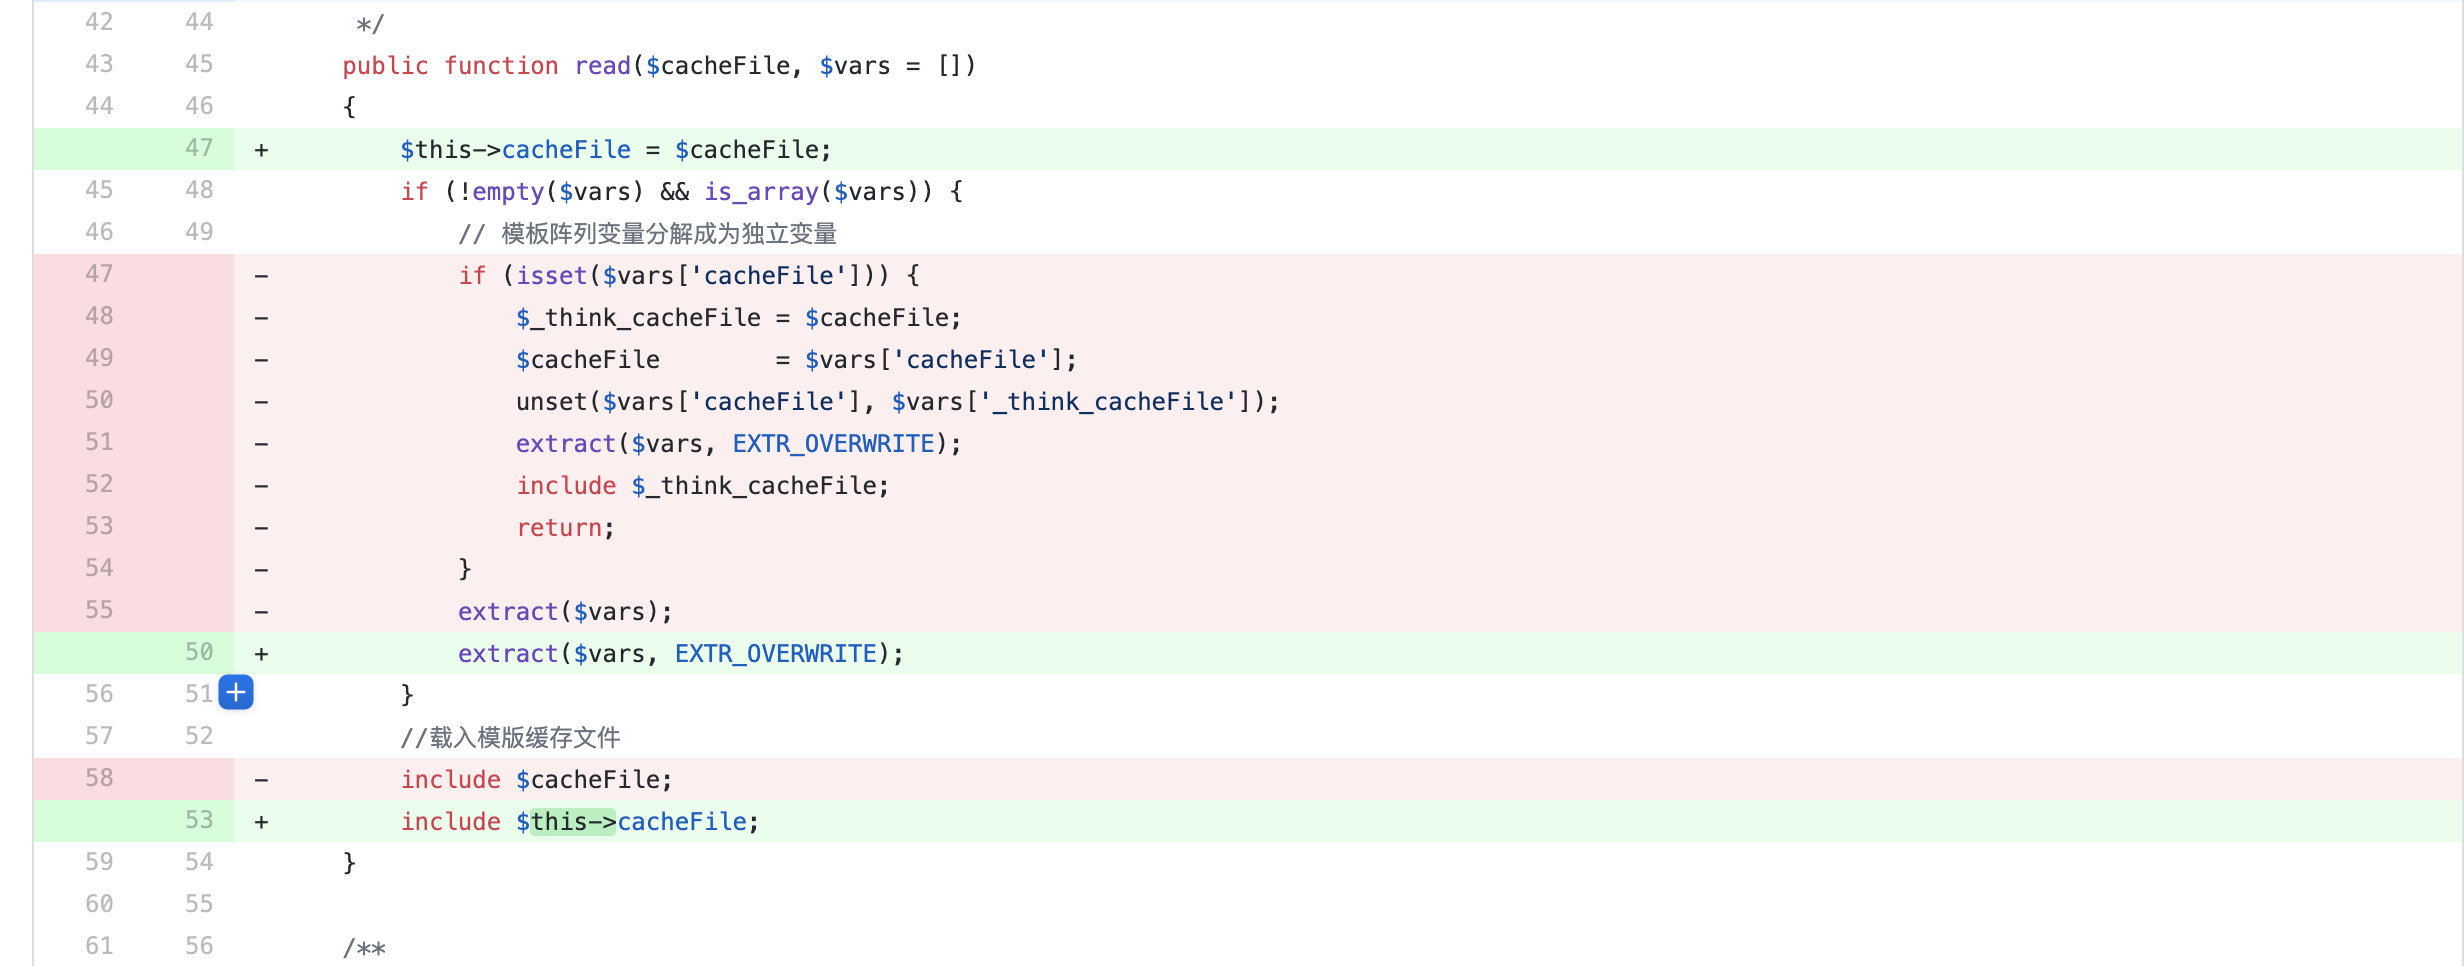 42 44 */
43 45 public function read($cacheFile, $vars = [])
44 46 {
47 + $this->cacheFile = $cacheFile;
45 48 if (!empty($vars) && is_array($vars)) {
46 49 // 模板阵列变量分解成为独立变量
47 - if (isset($vars['cacheFile'])) {
48 - $_think_cacheFile = $cacheFile;
49 - $cacheFile        = $vars['cacheFile'];
50 - unset($vars['cacheFile'], $vars['_think_cacheFile']);
51 - extract($vars, EXTR_OVERWRITE);
52 - include $_think_cacheFile;
53 - return;
54 - }
55 - extract($vars);
50 + extract($vars, EXTR_OVERWRITE);
56 51 + }
57 52 //载入模版缓存文件
58 - include $cacheFile;
53 + include $this->cacheFile;
59 54 }
60 55
61 56 /**